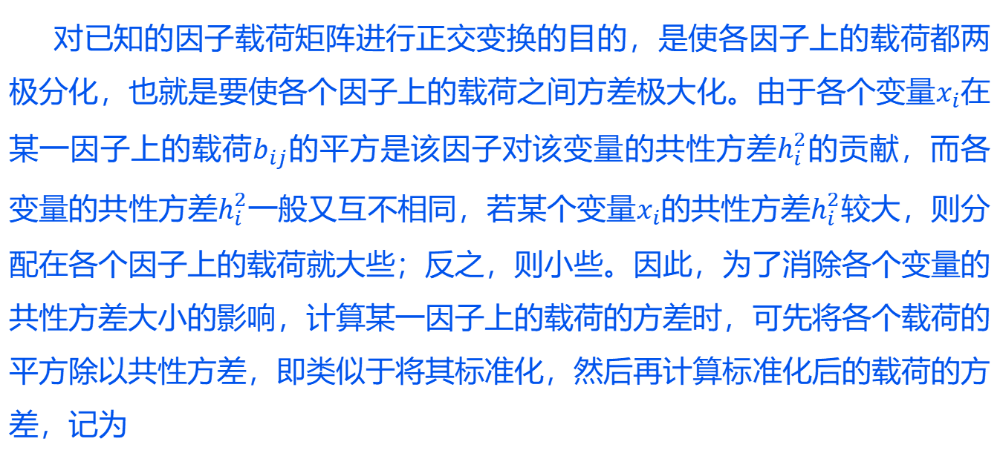 对已知的因子载荷矩阵进行正交变换的目的，是使各因子上的载荷都两
极分化，也就是要使各个因子上的载荷之间方差极大化。由于各个变量$x_i$在
某一因子上的载荷$b_{ij}$的平方是该因子对该变量的共性方差$h_i^2$的贡献，而各
变量的共性方差$h_i^2$一般又互不相同，若某个变量$x_i$的共性方差$h_i^2$较大，则分
配在各个因子上的载荷就大些；反之，则小些。因此，为了消除各个变量的
共性方差大小的影响，计算某一因子上的载荷的方差时，可先将各个载荷的
平方除以共性方差，即类似于将其标准化，然后再计算标准化后的载荷的方
差，记为